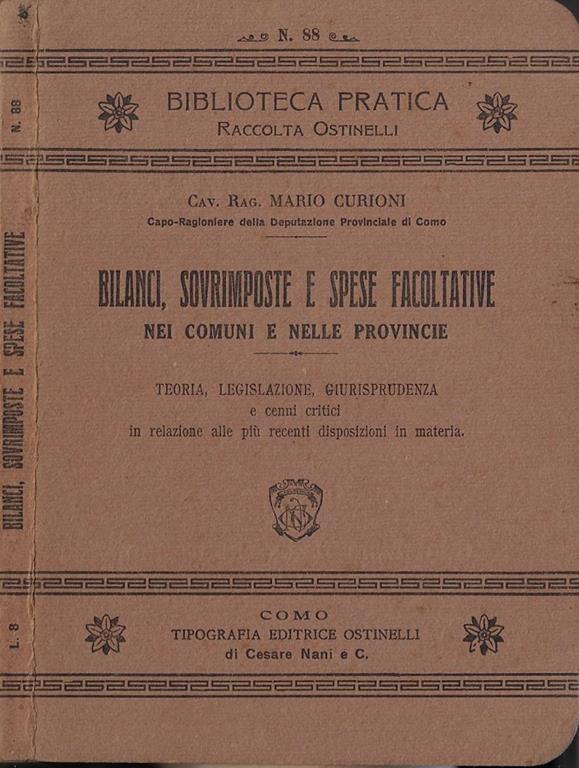 N. 88
BIBLIOTECA PRATICA
RACCOLTA OSTINELLI
CAV. RAG. MARIO CURIONI
Capo-Ragioniere della Deputazione Provinciale di Como
BILANCI, SOVRIMPOSTE E SPESE FACOLTATIVE
NEI COMUNI E NELLE PROVINCIE
TEORIA, LEGISLAZIONE, GIURISPRUDENZA
e cenni critici
in relazione alle più recenti disposizioni in materia.
COMO
TIPOGRAFIA EDITRICE OSTINELLI
di Cesare Nani e C.
N. 88
BILANCI, SOVRIMPOSTE E SPESE FACOLTATIVE
L. 8